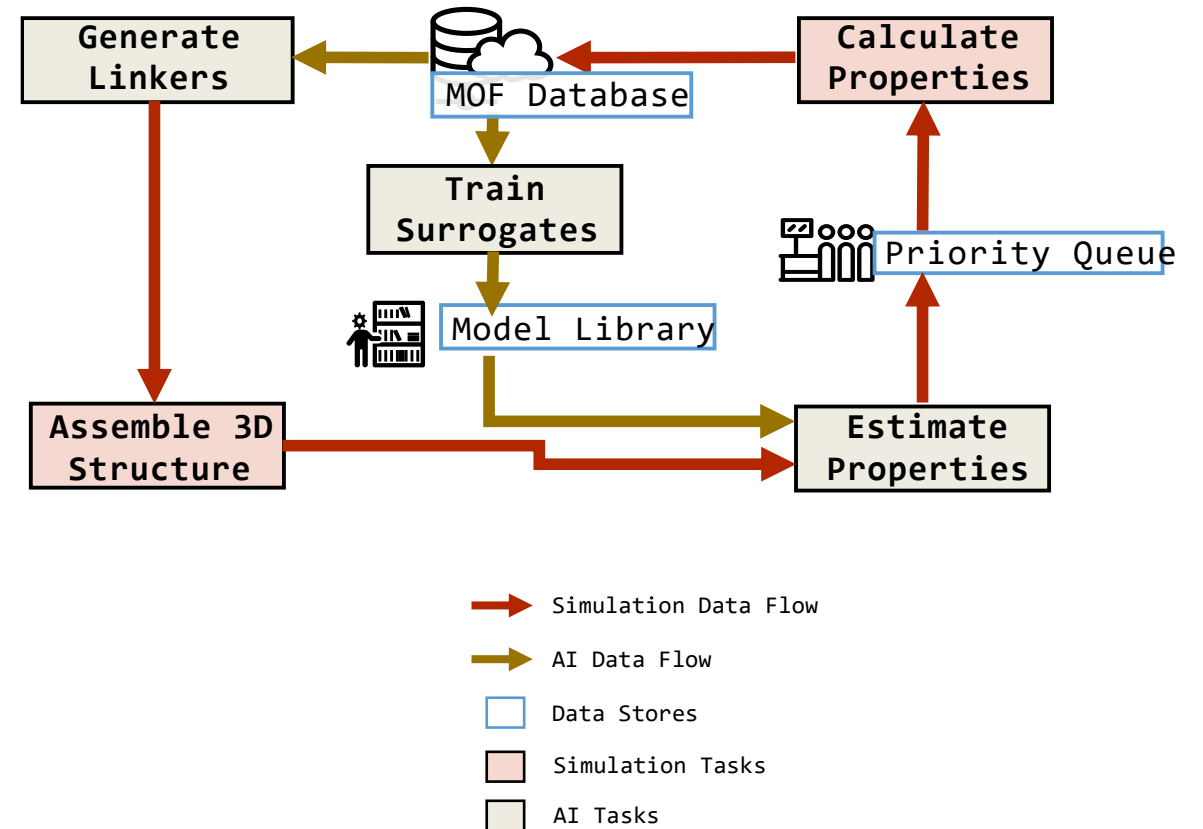 Generate
Linkers
MOF Database
Calculate
Properties
Train
Surrogates
Priority Queue
Model Library
Assemble 3D
Structure
Estimate
Properties
Simulation Data Flow
AI Data Flow
Data Stores
Simulation Tasks
AI Tasks